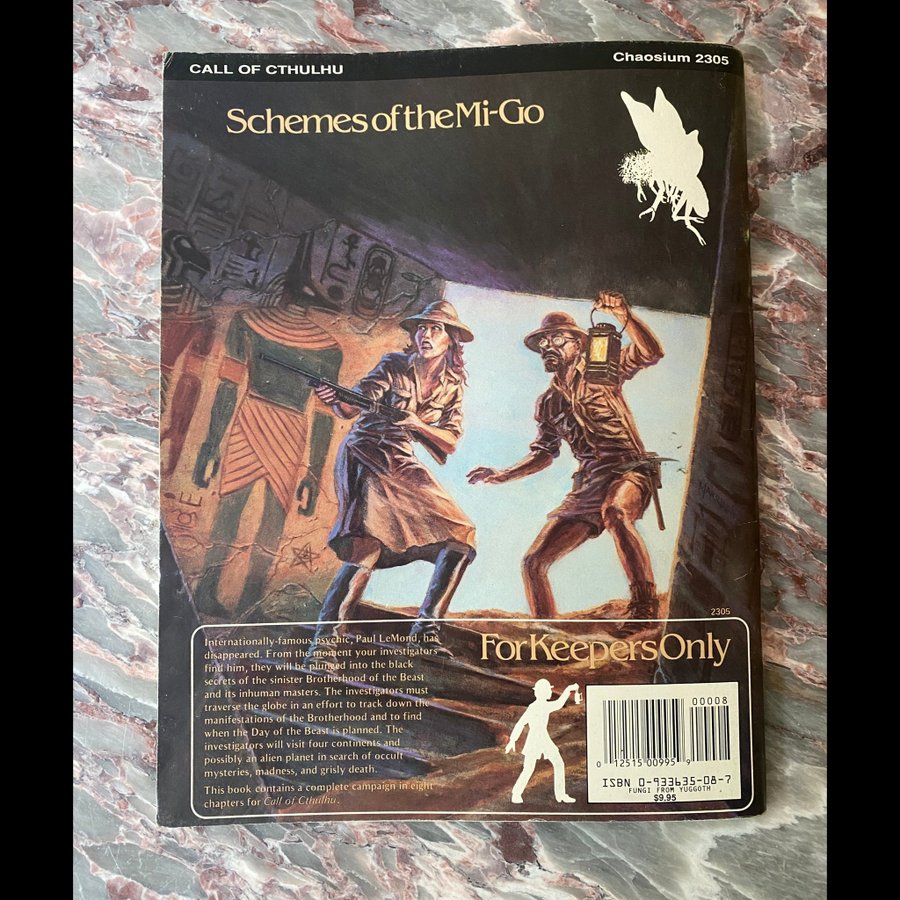 CALL OF CTHULHU
Chaosium 2305
Schemes of the Mi-Go
2305
Internationally-famous psychic, Paul LeMond, has
disappeared. From the moment your investigators
find him, they will be plunged into the black
secrets of the sinister Brotherhood of the Beast
and its inhuman masters. The investigators must
traverse the globe in an effort to track down the
manifestations of the Brotherhood and to find
when the Day of the Beast is planned. The
investigators will visit four continents and
possibly an alien planet in search of occult
mysteries, madness, and grisly death.
This book contains a complete campaign in eight
chapters for Call of Cthulhu.
For Keepers Only
00008
0 12515 00995 9
ISBN 0-933635-08-7
FUNGI FROM YUGGOTH
$9.95